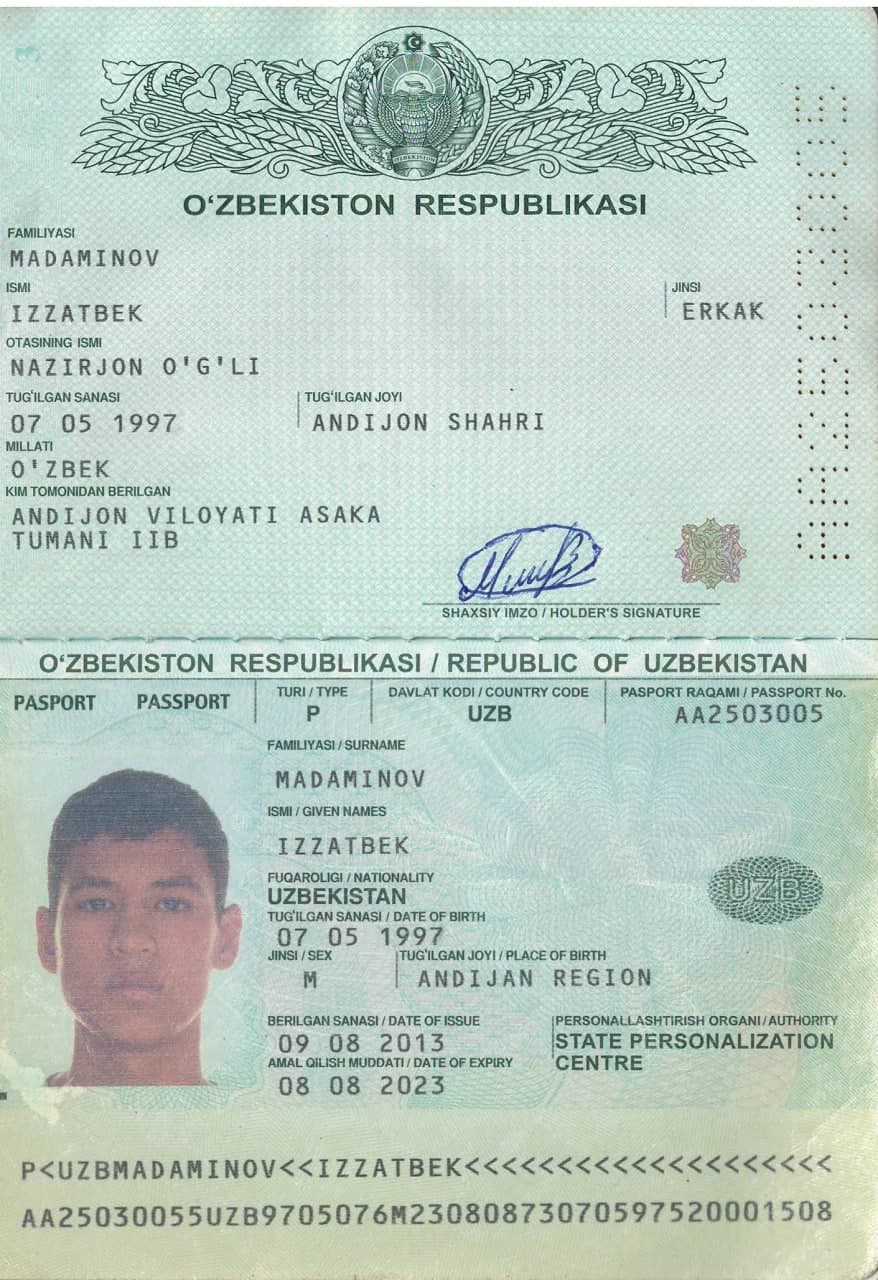 O‘ZBEKISTON RESPUBLIKASI
FAMILIYASI
MADAMINOV
ISMI
IZZATBEK
JINSI
ERKAK
OTASINING ISMI
NAZIRJON O'G'LI
TUG‘ILGAN SANASI
07 05 1997
TUG‘ILGAN JOYI
ANDIJON SHAHRI
MILLATI
O'ZBEK
KIM TOMONIDAN BERILGAN
ANDIJON VILOYATI ASAKA
TUMANI IIB
SHAXSIY IMZO / HOLDER'S SIGNATURE
AA2503005
O‘ZBEKISTON RESPUBLIKASI / REPUBLIC OF UZBEKISTAN
PASPORT PASSPORT
TURI / TYPE
P
DAVLAT KODI / COUNTRY CODE
UZB
PASPORT RAQAMI / PASSPORT No.
AA2503005
FAMILIYASI / SURNAME
MADAMINOV
ISMI / GIVEN NAMES
IZZATBEK
FUQAROLIGI / NATIONALITY
UZBEKISTAN
UZB
TUG‘ILGAN SANASI / DATE OF BIRTH
07 05 1997
JINSI / SEX
M
TUG‘ILGAN JOYI / PLACE OF BIRTH
ANDIJAN REGION
BERILGAN SANASI / DATE OF ISSUE
09 08 2013
PERSONALLASHTIRISH ORGANI / AUTHORITY
STATE PERSONALIZATION
CENTRE
AMAL QILISH MUDDATI / DATE OF EXPIRY
08 08 2023
P<UZBMADAMINOV<<IZZATBEK<<<<<<<<<<<<<<<<<<<<
AA25030055UZB9705076M23080873070597520001508